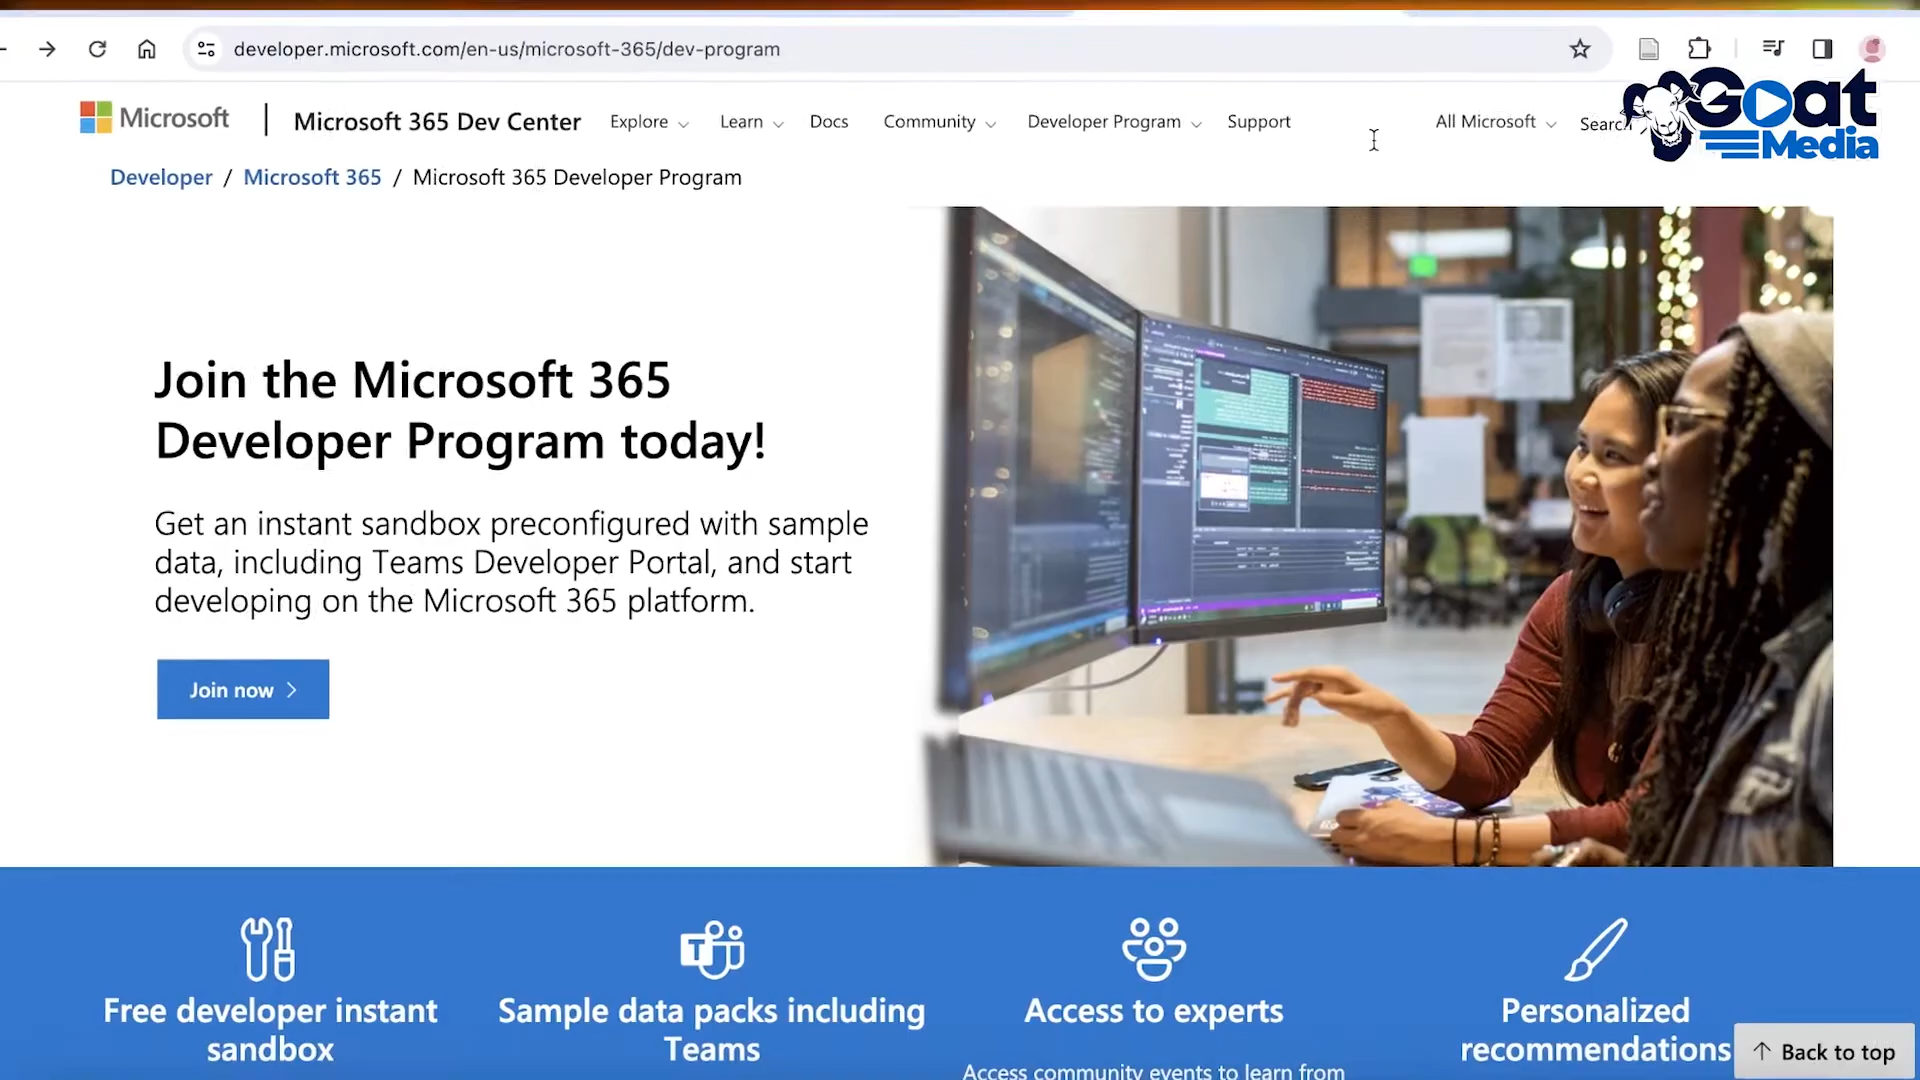 developer.microsoft.com/en-us/microsoft-365/dev-program
Microsoft
Microsoft 365 Dev Center
Explore
Learn
Docs
Community
Developer Program
Support
All Microsoft
Search
Goat
Media
Developer / Microsoft 365 / Microsoft 365 Developer Program
Join the Microsoft 365
Developer Program today!
Get an instant sandbox preconfigured with sample
data, including Teams Developer Portal, and start
developing on the Microsoft 365 platform.
Join now
Free developer instant
sandbox
Sample data packs including
Teams
Access to experts
Access community events to learn from
Personalized
recommendations
Back to top